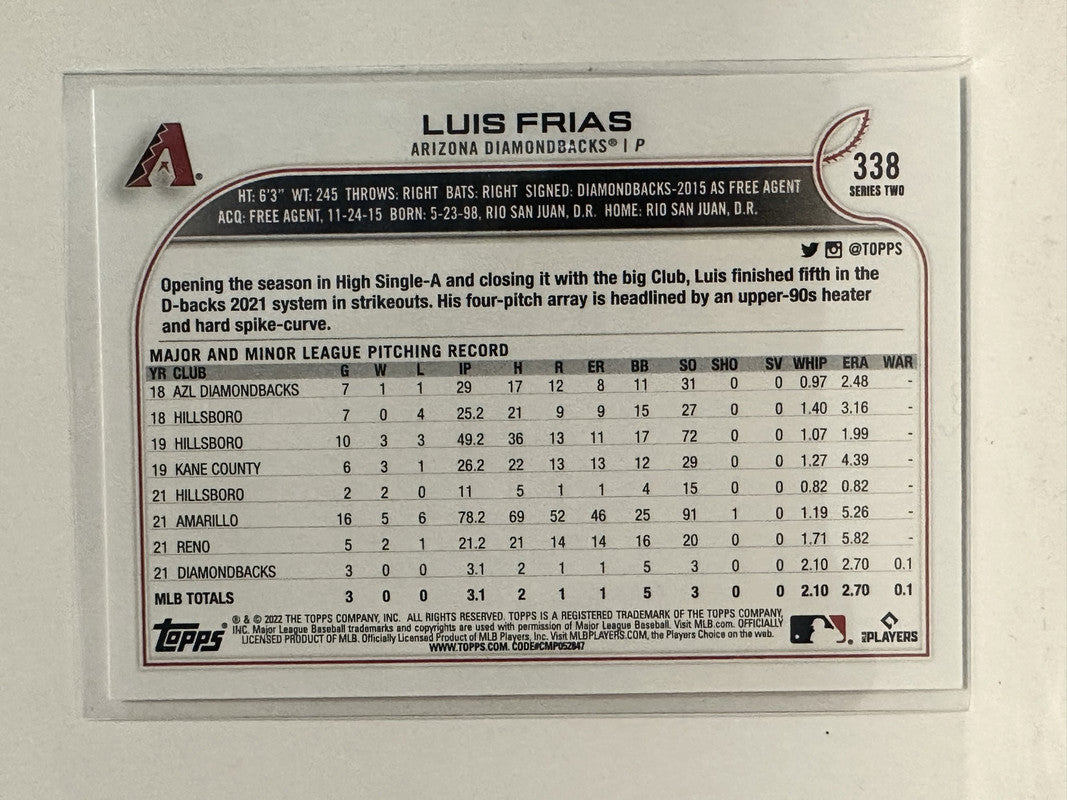 LUIS FRIAS
ARIZONA DIAMONDBACKS® | P
338
SERIES TWO
HT: 6'3" WT: 245 THROWS: RIGHT BATS: RIGHT SIGNED: DIAMONDBACKS-2015 AS FREE AGENT
ACQ: FREE AGENT, 11-24-15 BORN: 5-23-98, RIO SAN JUAN, D.R. HOME: RIO SAN JUAN, D.R.
@TOPPS
Opening the season in High Single-A and closing it with the big Club, Luis finished fifth in the
D-backs 2021 system in strikeouts. His four-pitch array is headlined by an upper-90s heater
and hard spike-curve.
MAJOR AND MINOR LEAGUE PITCHING RECORD
YR CLUB G W L IP H R ER BB SO SHO SV WHIP ERA WAR
18 AZL DIAMONDBACKS 7 1 1 29 17 12 8 11 31 0 0 0.97 2.48 -
18 HILLSBORO 7 0 4 25.2 21 9 9 15 27 0 0 1.40 3.16 -
19 HILLSBORO 10 3 3 49.2 36 13 11 17 72 0 0 1.07 1.99 -
19 KANE COUNTY 6 3 1 26.2 22 13 13 12 29 0 0 1.27 4.39 -
21 HILLSBORO 2 2 0 11 5 1 1 4 15 0 0 0.82 0.82 -
21 AMARILLO 16 5 6 78.2 69 52 46 25 91 1 0 1.19 5.26 -
21 RENO 5 2 1 21.2 21 14 14 16 20 0 0 1.71 5.82 -
21 DIAMONDBACKS 3 0 0 3.1 2 1 1 5 3 0 0 2.10 2.70 0.1
MLB TOTALS 3 0 0 3.1 2 1 1 5 3 0 0 2.10 2.70 0.1
Topps®
® & © 2022 THE TOPPS COMPANY, INC. ALL RIGHTS RESERVED. TOPPS IS A REGISTERED TRADEMARK OF THE TOPPS COMPANY,
INC. Major League Baseball trademarks and copyrights are used with permission of Major League Baseball. Visit MLB.com. OFFICIALLY
LICENSED PRODUCT OF MLB. Officially Licensed Product of MLB Players, Inc. Visit MLBPLAYERS.COM, the Players Choice on the web.
WWW.TOPPS.COM. CODE#CMP052847
MLB PLAYERS